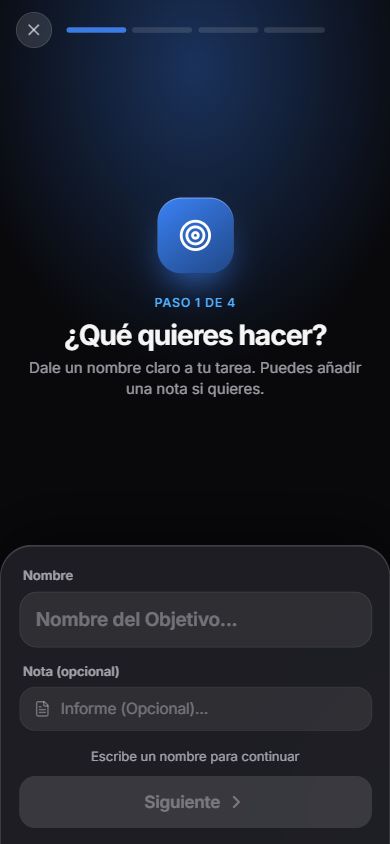 PASO 1 DE 4
¿Qué quieres hacer?
Dale un nombre claro a tu tarea. Puedes añadir
una nota si quieres.
Nombre
Nombre del Objetivo...
Nota (opcional)
Informe (Opcional)...
Escribe un nombre para continuar
Siguiente